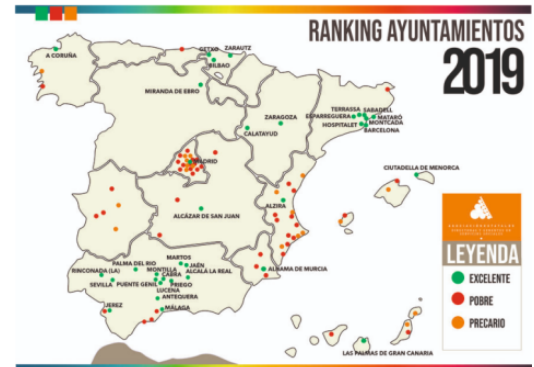 RANKING AYUNTAMIENTOS
2019
A CORUÑA
GETXO
ZARAUTZ
BILBAO
MIRANDA DE EBRO
ZARAGOZA
CALATAYUD
TERRASSA
SABADELL
ESPARREGUERA
MATARÓ
MONTCADA
HOSPITALET
BARCELONA
CIUTADELLA DE MENORCA
MADRID
ALZIRA
ALCÁZAR DE SAN JUAN
LEYENDA
EXCELENTE
POBRE
PRECARIO
ALHAMA DE MURCIA
MARTOS
PALMA DEL RIO
JAÉN
RINCONADA (LA)
MONTILLA
CABRA
ALCALÁ LA REAL
SEVILLA
PUENTE GENIL
PRIEGO
LUCENA
ANTEQUERA
JEREZ
MÁLAGA
LAS PALMAS DE GRAN CANARIA